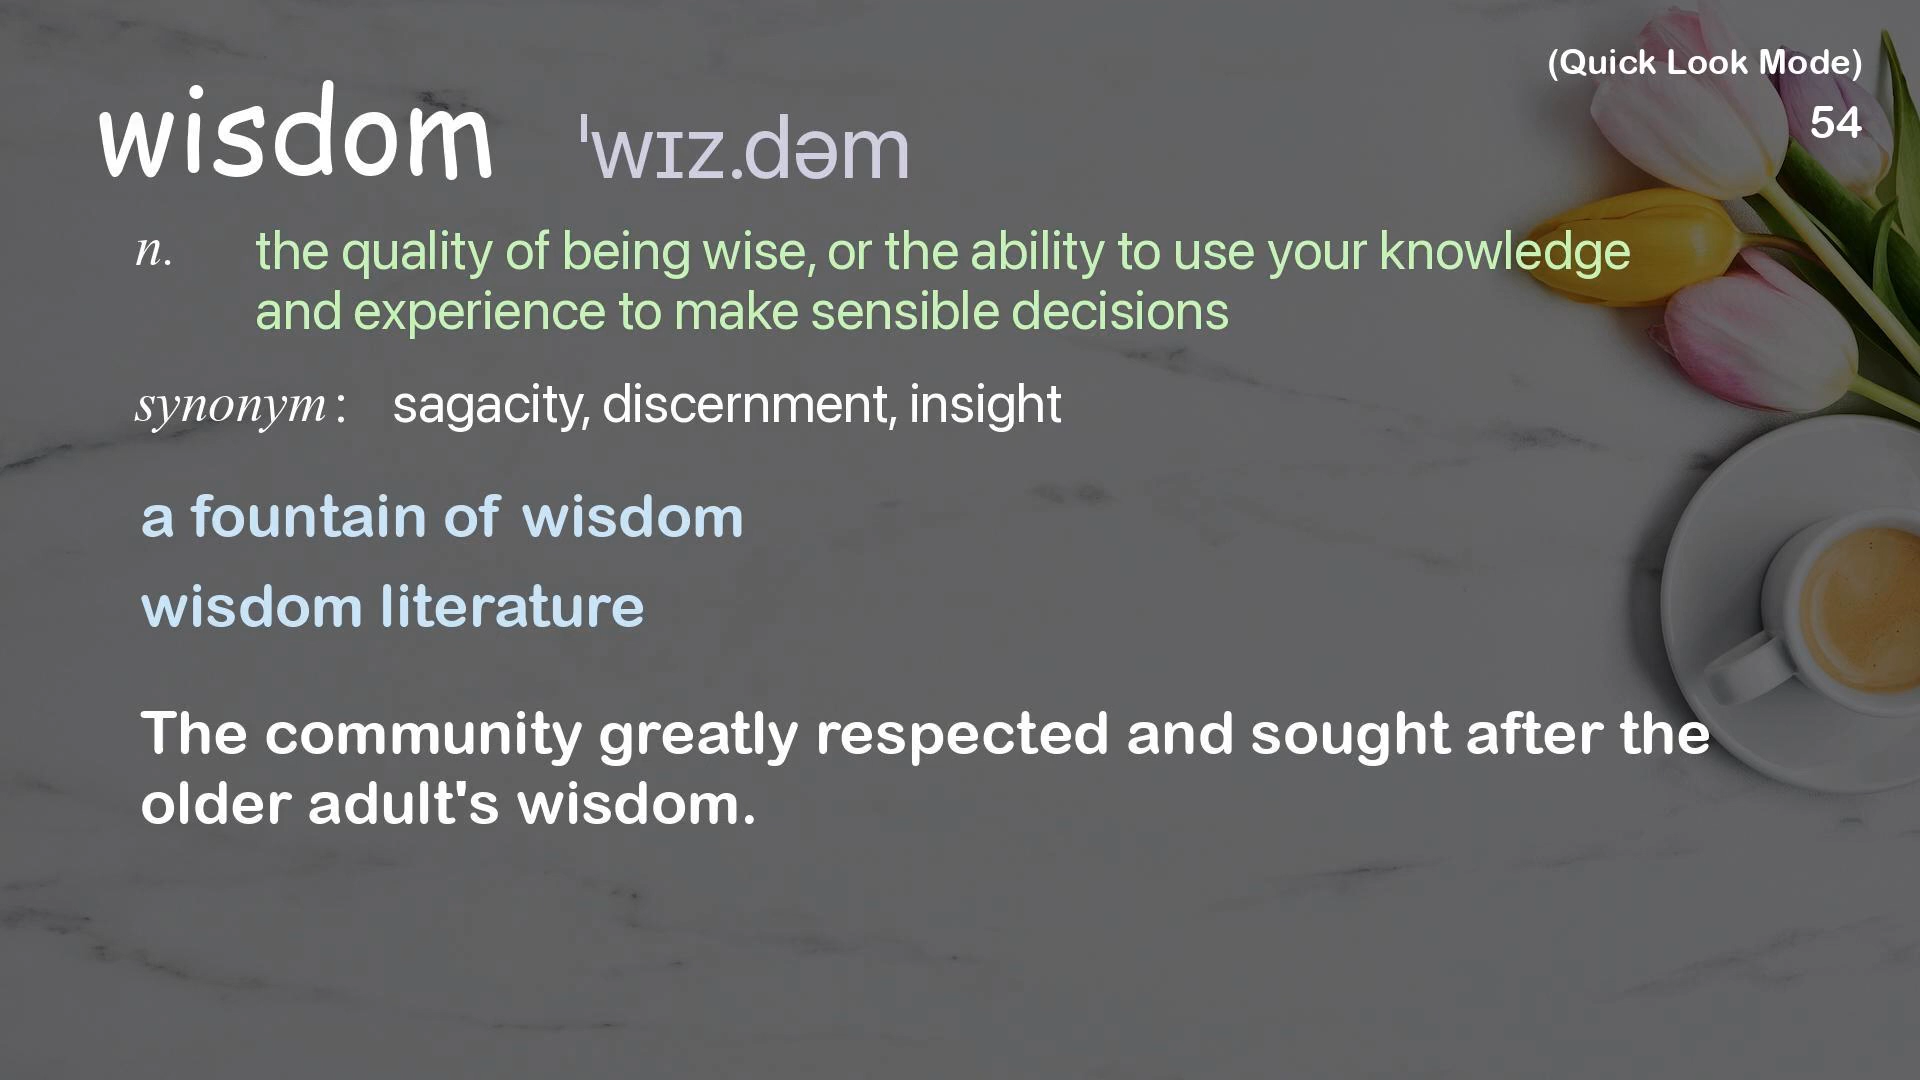 (Quick Look Mode)
54
wisdom ˈwɪz.dəm
n. the quality of being wise, or the ability to use your knowledge
and experience to make sensible decisions
synonym: sagacity, discernment, insight
a fountain of wisdom
wisdom literature
The community greatly respected and sought after the
older adult's wisdom.